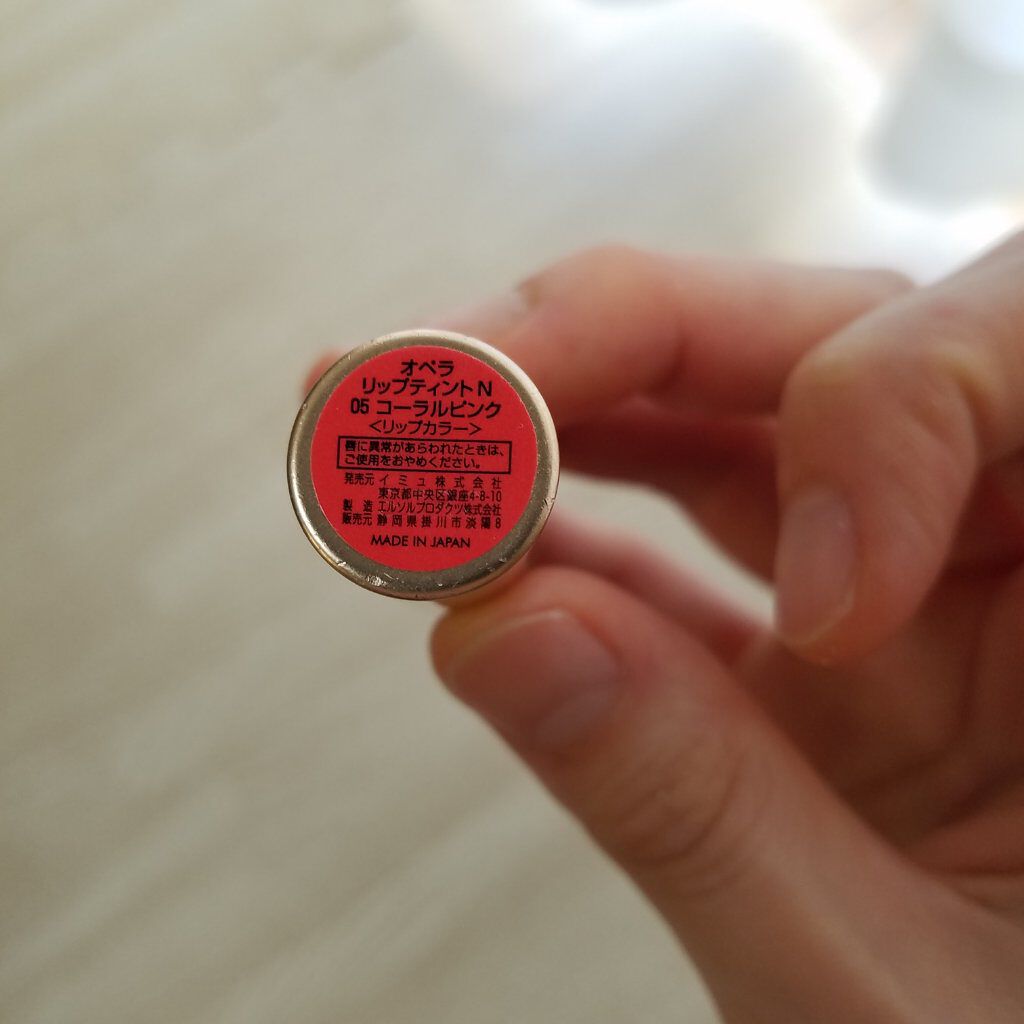 オペラ
リップティント N
05 コーラルピンク
<リップカラー>
唇に異常があらわれたときは、
ご使用をおやめください。
発売元 イミュ株式会社
東京都中央区銀座4-8-10
製造 エルソルプロダクツ株式会社
販売元 静岡県掛川市淡陽8
MADE IN JAPAN